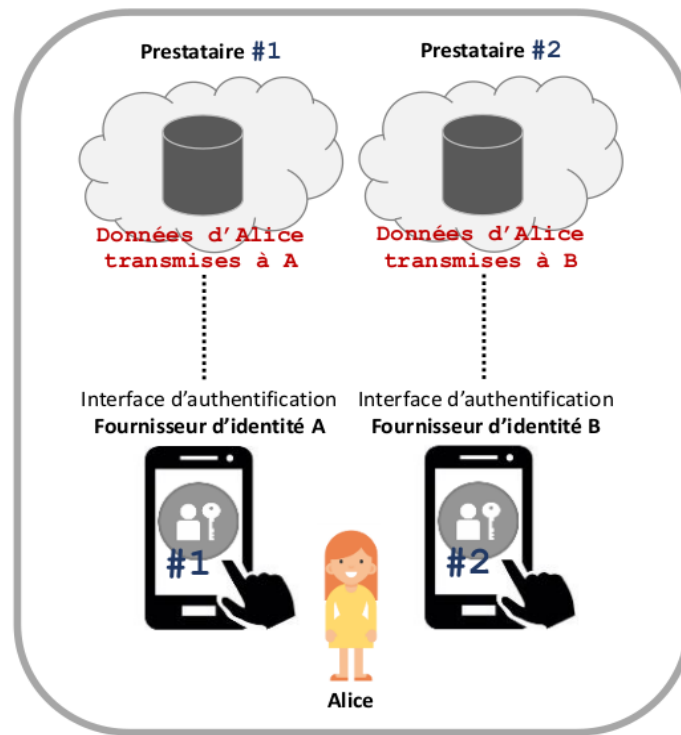 Prestataire #1
Données d'Alice
transmises à A
Interface d'authentification
Fournisseur d'identité A
#1
Prestataire #2
Données d'Alice
transmises à B
Interface d'authentification
Fournisseur d'identité B
#2
Alice